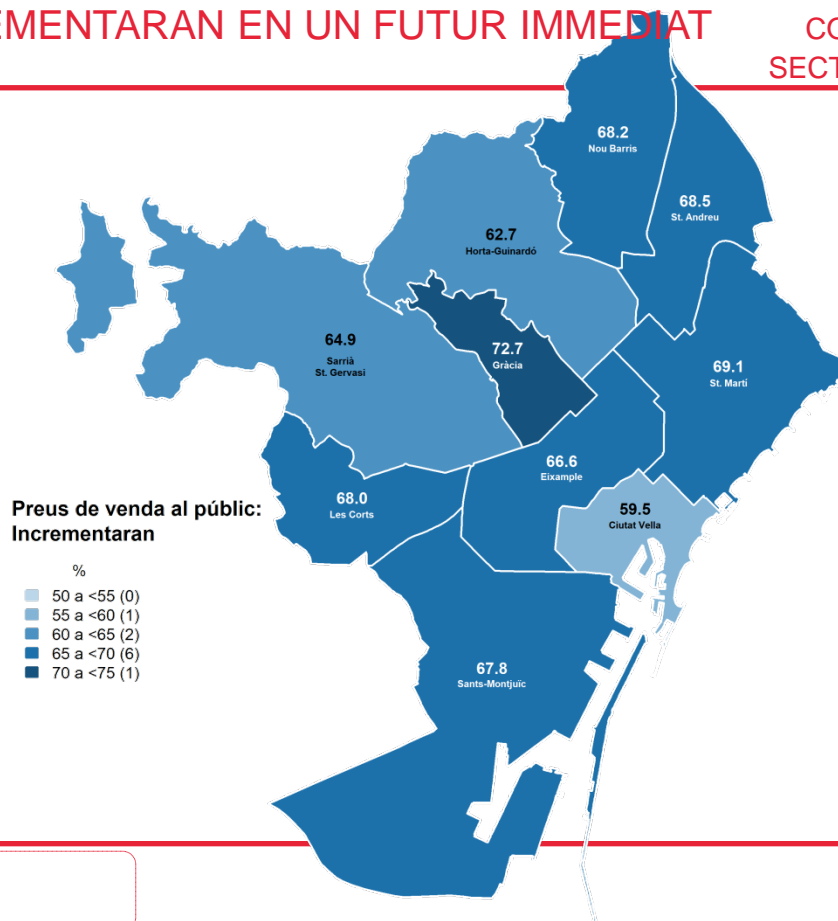 EMENTARAN EN UN FUTUR IMMEDIAT
CO
SECT
68.2
Nou Barris
68.5
St. Andreu
62.7
Horta-Guinardó
64.9
Sarrià
St. Gervasi
72.7
Gràcia
69.1
St. Martí
66.6
Eixample
68.0
Les Corts
59.5
Ciutat Vella
67.8
Sants-Montjuïc
Preus de venda al públic:
Incrementaran
%
50 a <55 (0)
55 a <60 (1)
60 a <65 (2)
65 a <70 (6)
70 a <75 (1)